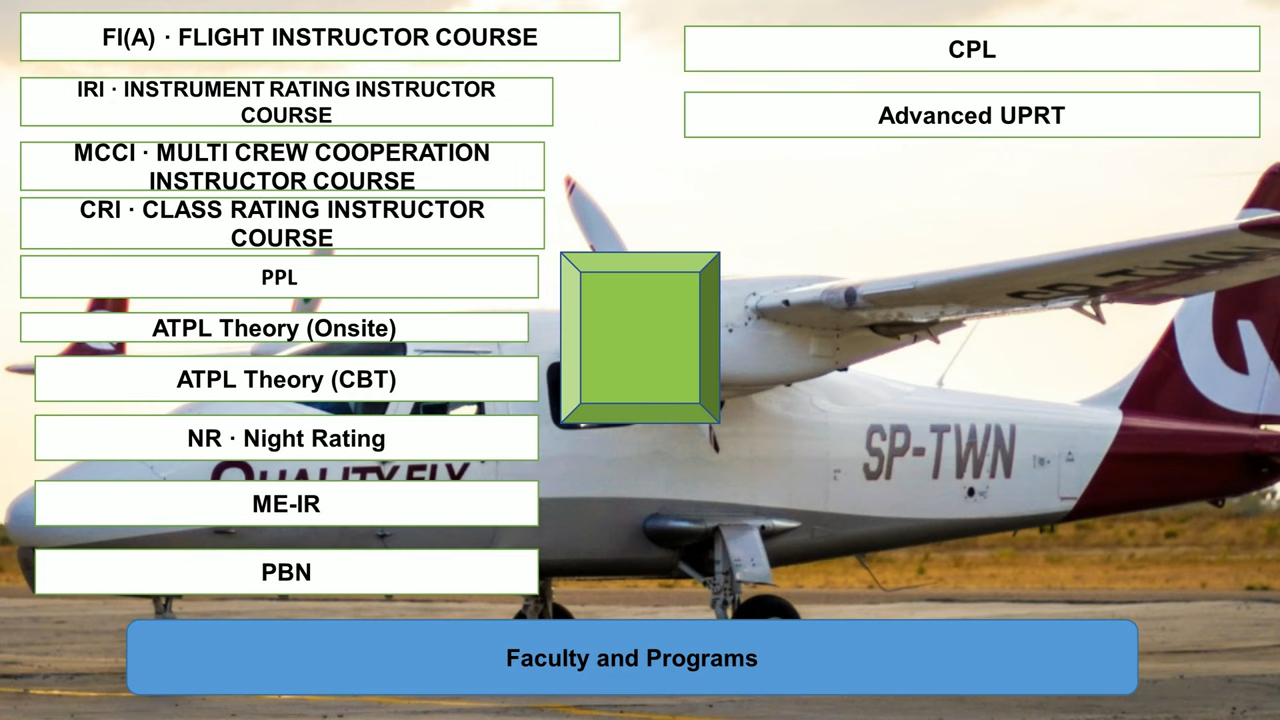 FI(A) · FLIGHT INSTRUCTOR COURSE
IRI · INSTRUMENT RATING INSTRUCTOR
COURSE
MCCI · MULTI CREW COOPERATION
INSTRUCTOR COURSE
CRI · CLASS RATING INSTRUCTOR
COURSE
PPL
ATPL Theory (Onsite)
ATPL Theory (CBT)
NR · Night Rating
ME-IR
PBN
CPL
Advanced UPRT
QUALITYFLY
SP-TWN
Faculty and Programs